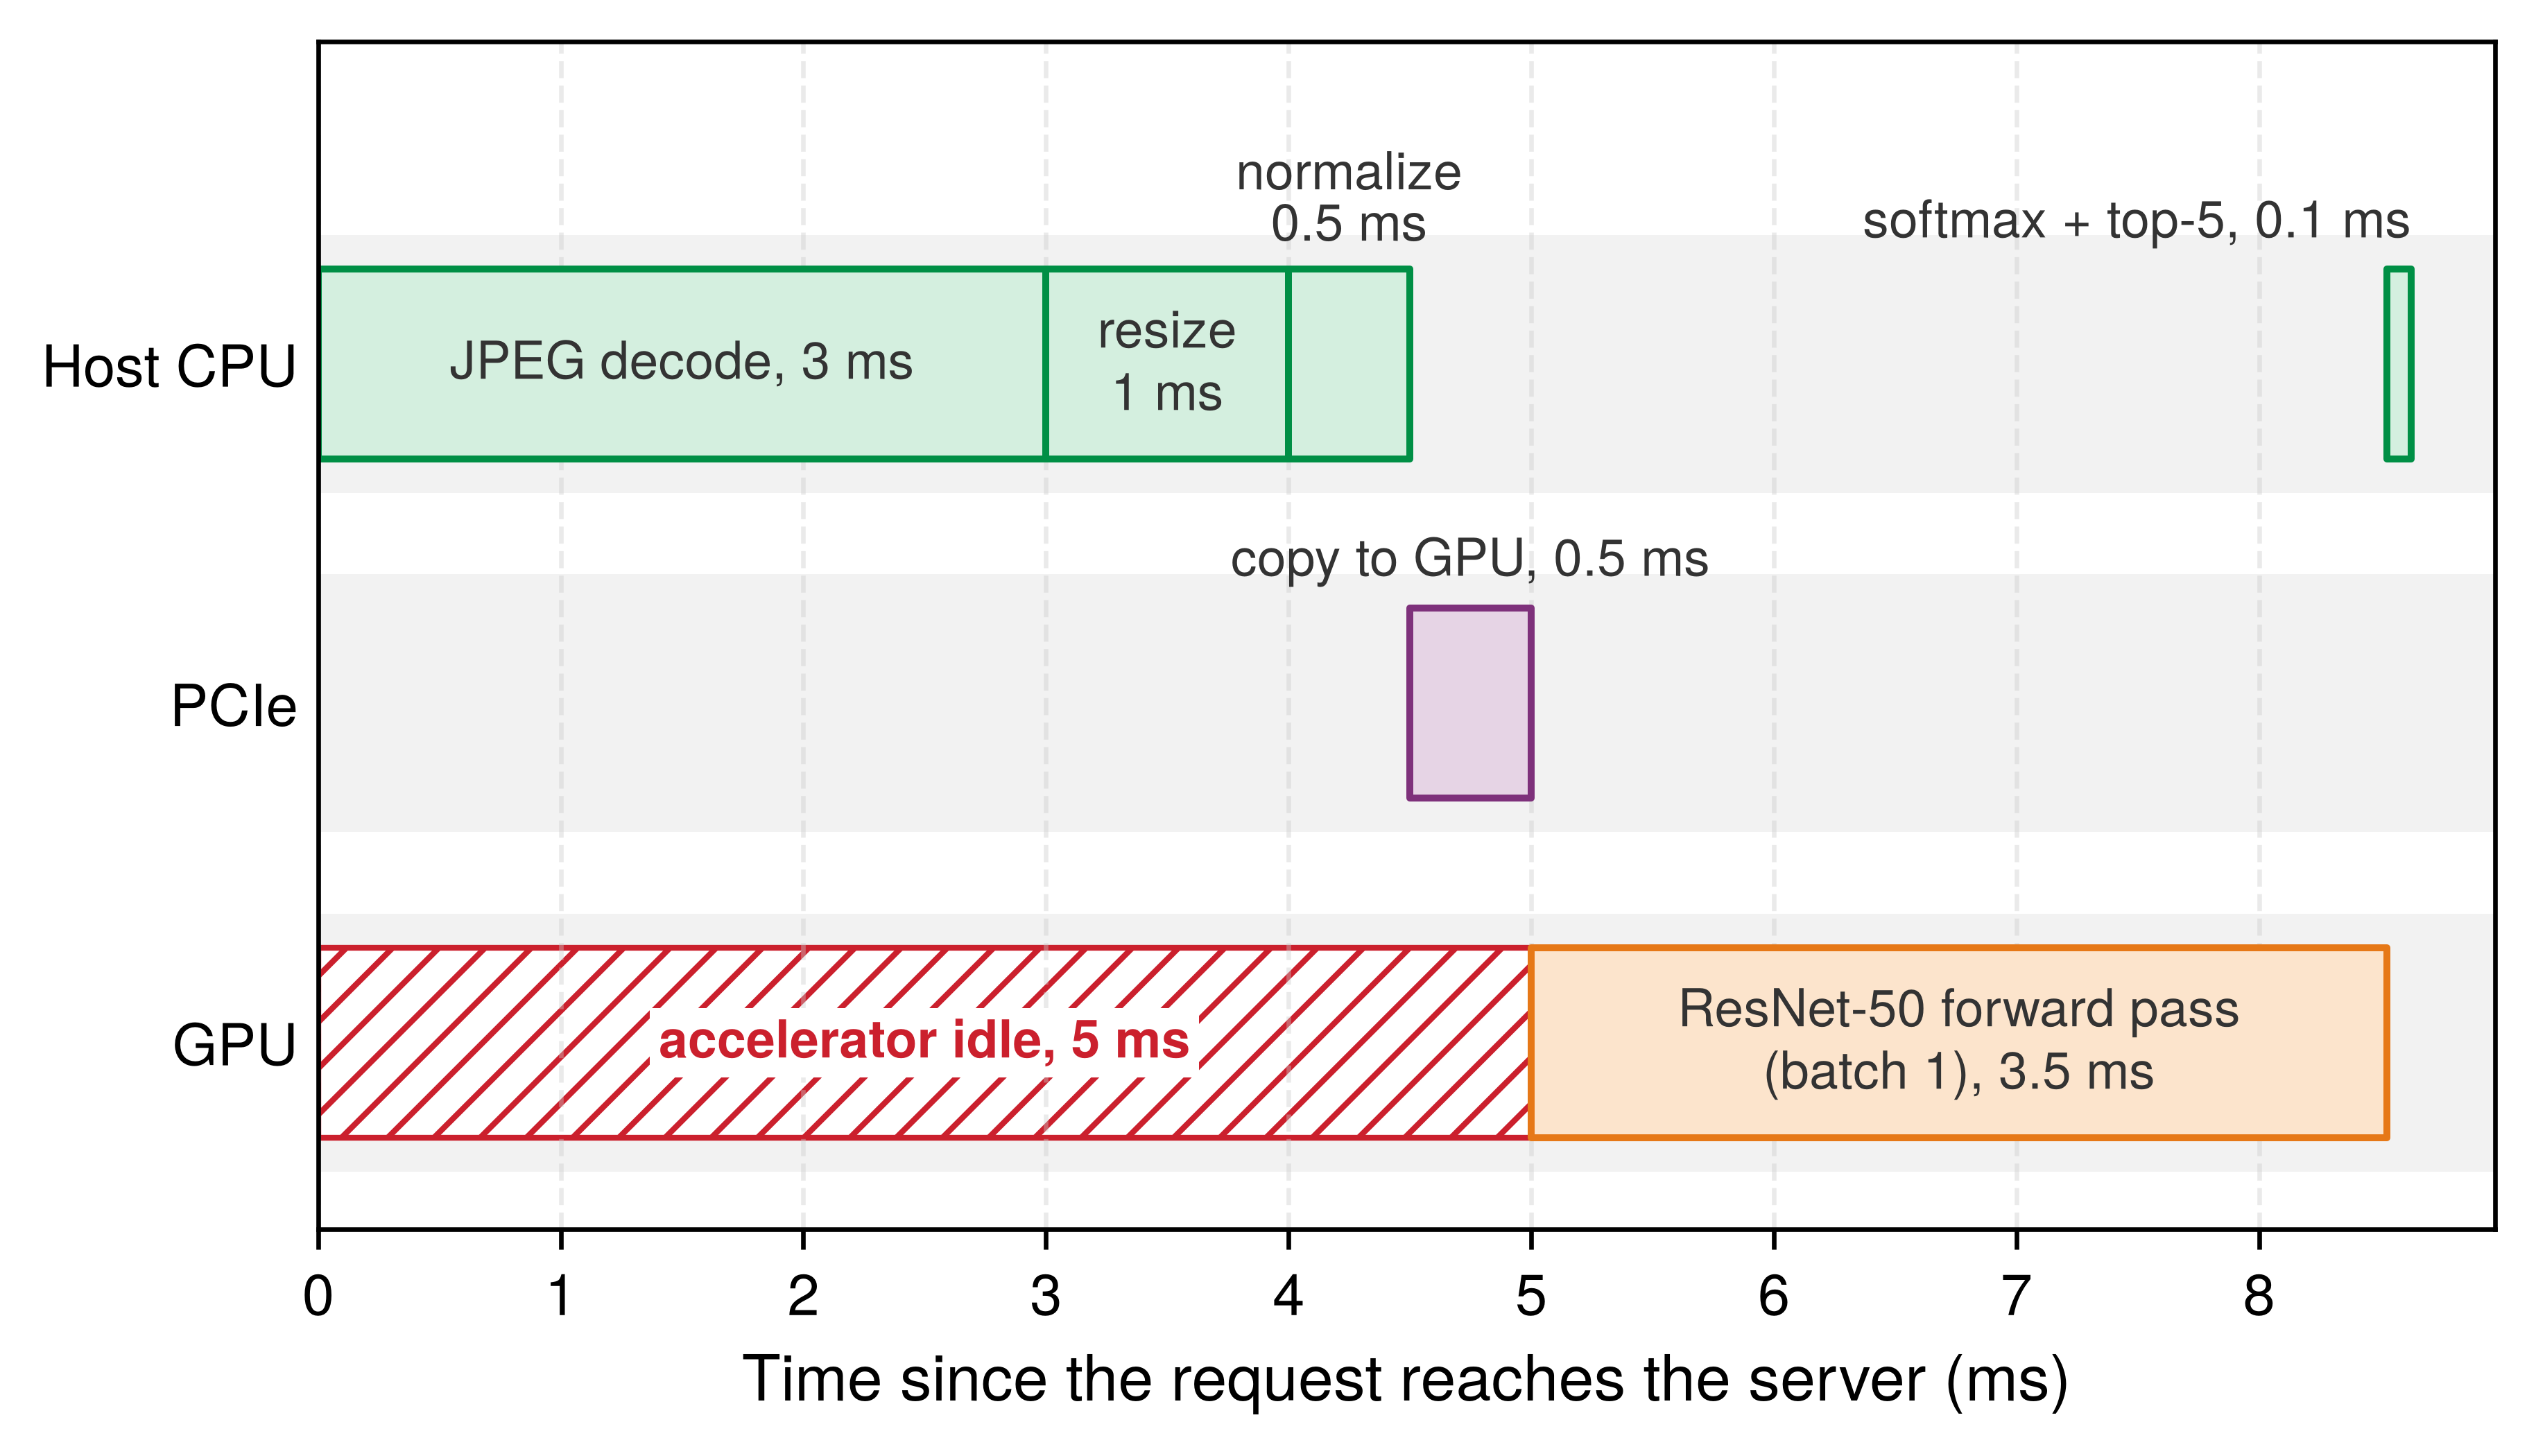 normalize
0.5 ms
softmax + top-5, 0.1 ms
Host CPU
JPEG decode, 3 ms
resize
1 ms
copy to GPU, 0.5 ms
PCIe
GPU
accelerator idle, 5 ms
ResNet-50 forward pass
(batch 1), 3.5 ms
0 1 2 3 4 5 6 7 8
Time since the request reaches the server (ms)